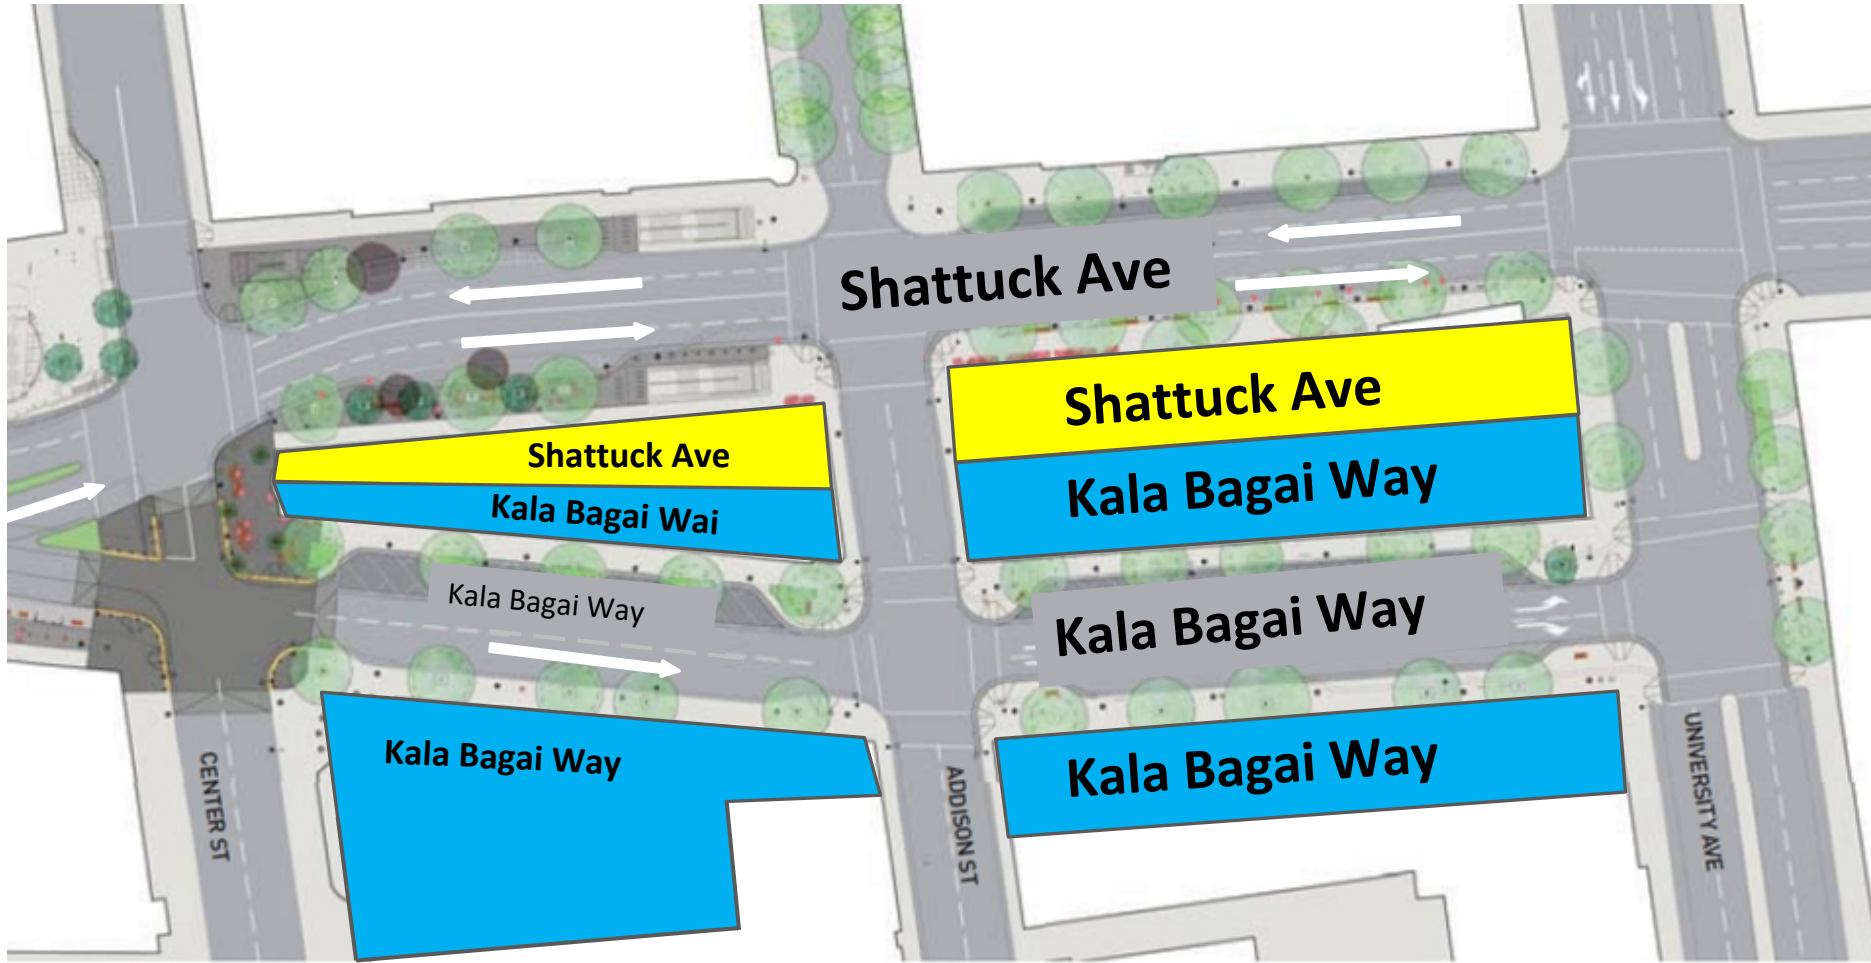 Shattuck Ave
Shattuck Ave
Kala Bagai Way
Shattuck Ave
Kala Bagai Wai
Kala Bagai Way
Kala Bagai Way
Kala Bagai Way
Kala Bagai Way
CENTER ST
ADDISON ST
UNIVERSITY AVE